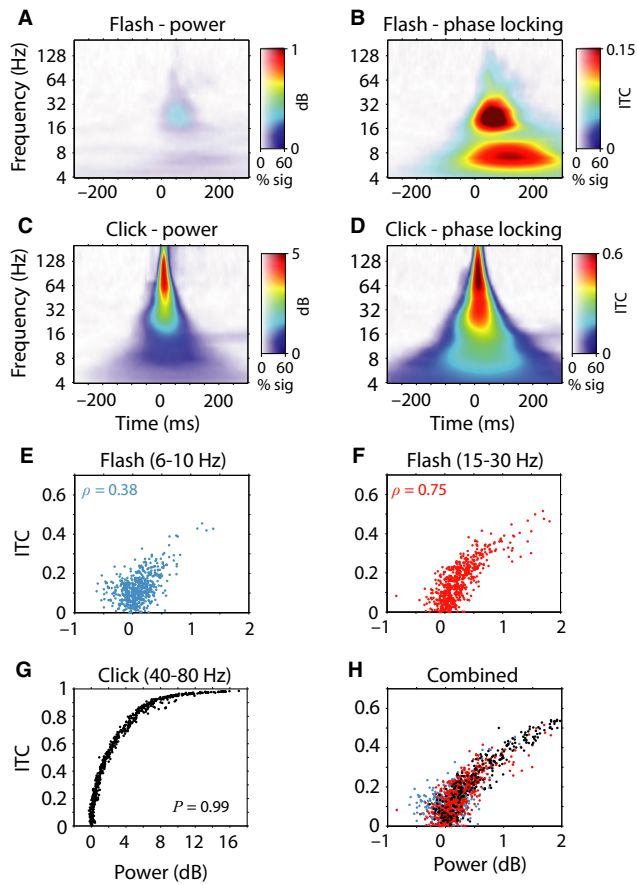 A Flash - power
Frequency (Hz)
128
64
32
16
8
4
−200 0 200
1
dB
0
0 60
% sig
B Flash - phase locking
128
64
32
16
8
4
−200 0 200
0.15
ITC
0
0 60
% sig
C Click - power
Frequency (Hz)
128
64
32
16
8
4
−200 0 200
Time (ms)
5
dB
0
0 60
% sig
D Click - phase locking
128
64
32
16
8
4
−200 0 200
Time (ms)
0.6
ITC
0
0 60
% sig
E Flash (6-10 Hz)
ρ = 0.38
ITC
0.6
0.4
0.2
0
−1 0 1 2
F Flash (15-30 Hz)
ρ = 0.75
0.6
0.4
0.2
0
−1 0 1 2
G Click (40-80 Hz)
ITC
1
0.8
0.6
0.4
0.2
0
P = 0.99
0 4 8 12 16
Power (dB)
H Combined
0.6
0.4
0.2
0
−1 0 1 2
Power (dB)